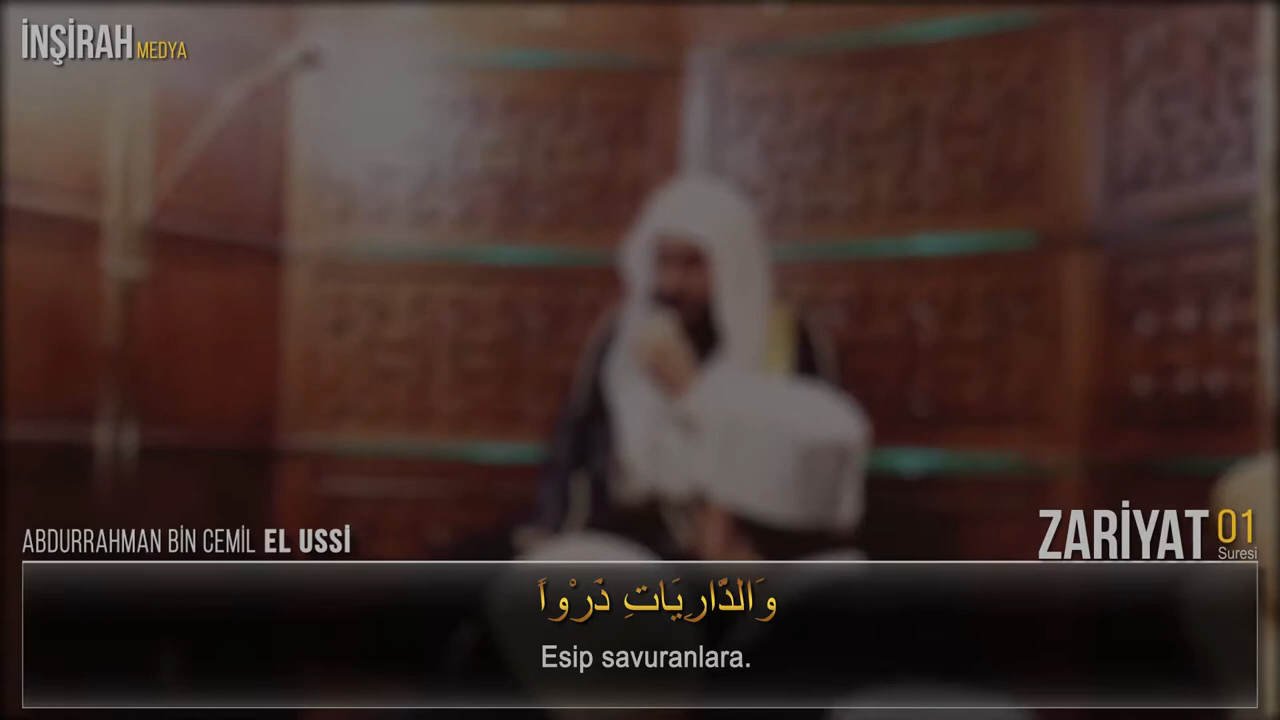 İNŞİRAH MEDYA
ABDURRAHMAN BİN CEMİL EL USSİ
ZARİYAT 01
Suresi
وَالذَّارِيَاتِ ذَرْواً
Esip savuranlara.